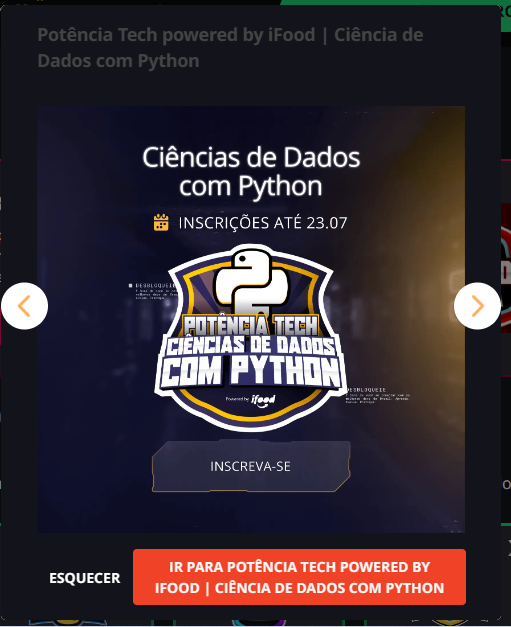 Potência Tech powered by iFood | Ciência de
Dados com Python
Ciências de Dados
com Python
INSCRIÇÕES ATÉ 23.07
DESBLOQUEIE
POTÊNCIA TECH
CIÊNCIAS DE DADOS
COM PYTHON
Powered by ifood
DESBLOQUEIE
INSCREVA-SE
ESQUECER
IR PARA POTÊNCIA TECH POWERED BY
IFOOD | CIÊNCIA DE DADOS COM PYTHON